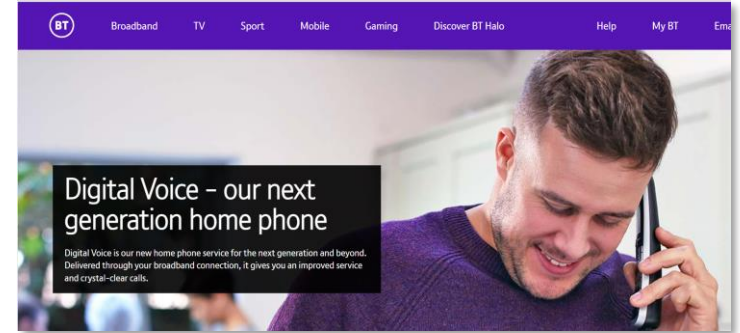 BT Broadband TV Sport Mobile Gaming Discover BT Halo Help My BT
Digital Voice – our next
generation home phone
Digital Voice is our new home phone service for the next generation and beyond.
Delivered through your broadband connection, it gives you an improved service
and crystal-clear calls.